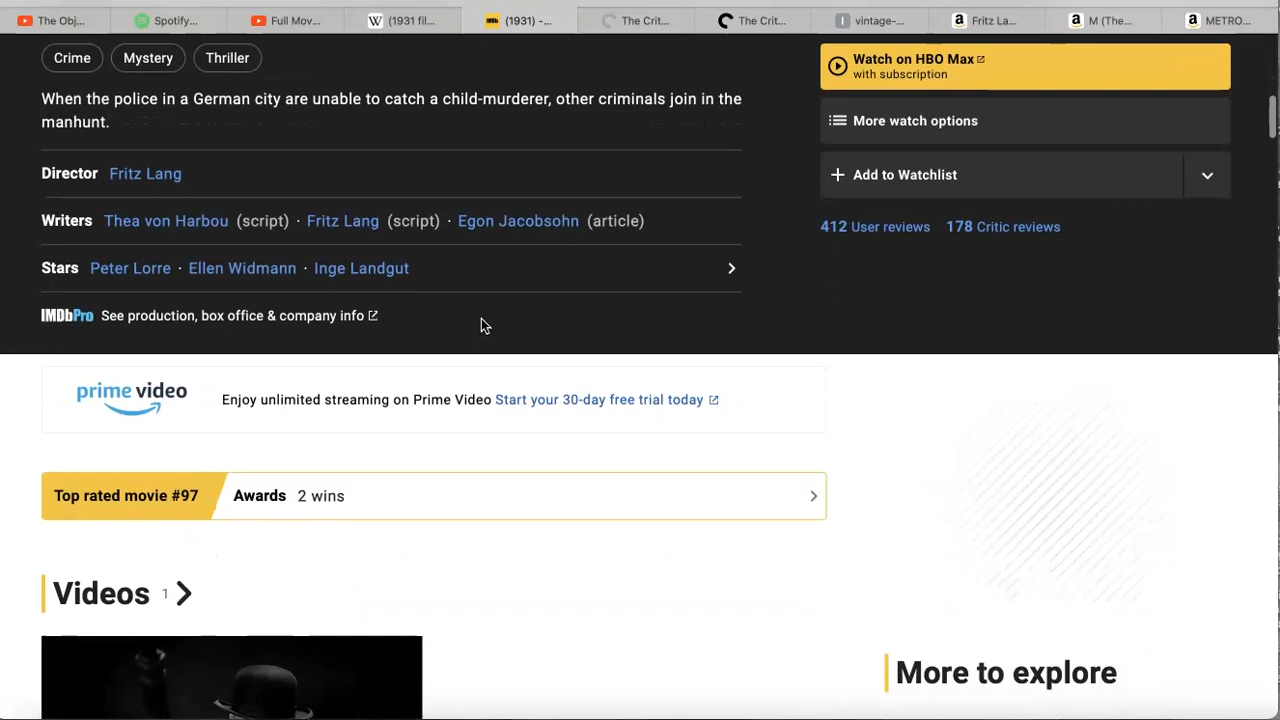 The Obj...
Spotify...
Full Mov...
W (1931 fil...
IMDb (1931) -...
The Crit...
The Crit...
vintage-...
Fritz La...
M (The...
METRO...
Crime Mystery Thriller
When the police in a German city are unable to catch a child-murderer, other criminals join in the
manhunt.
Director Fritz Lang
Writers Thea von Harbou (script) · Fritz Lang (script) · Egon Jacobsohn (article)
Stars Peter Lorre · Ellen Widmann · Inge Landgut
IMDbPro See production, box office & company info
Watch on HBO Max
with subscription
More watch options
Add to Watchlist
412 User reviews 178 Critic reviews
prime video Enjoy unlimited streaming on Prime Video Start your 30-day free trial today
Top rated movie #97 Awards 2 wins
Videos 1
More to explore